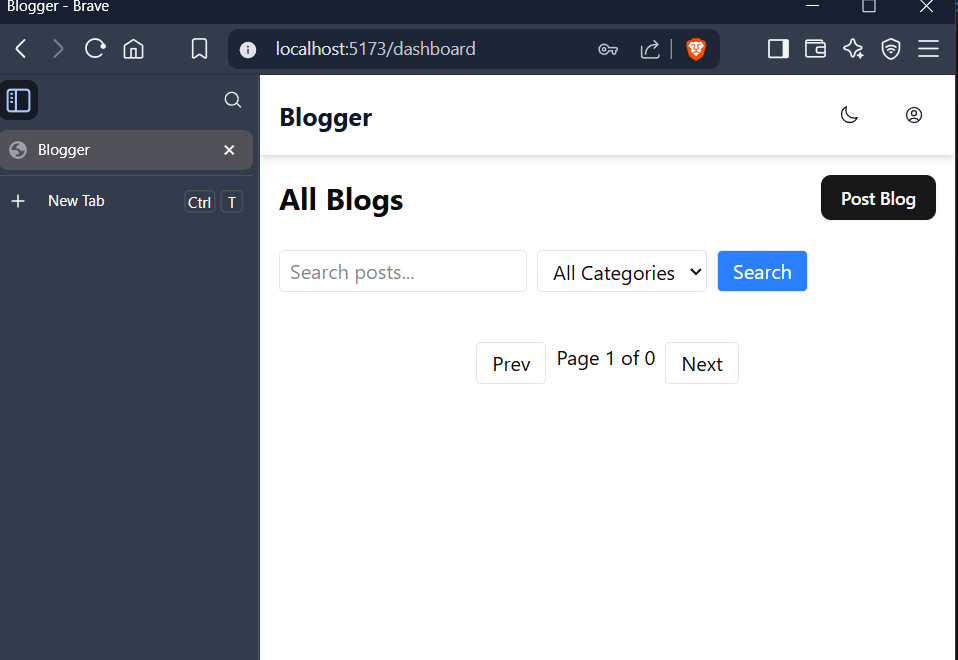 Blogger - Brave
localhost:5173/dashboard
Blogger
New Tab Ctrl T
Blogger
All Blogs
Post Blog
Search posts...
All Categories
Search
Prev
Page 1 of 0
Next